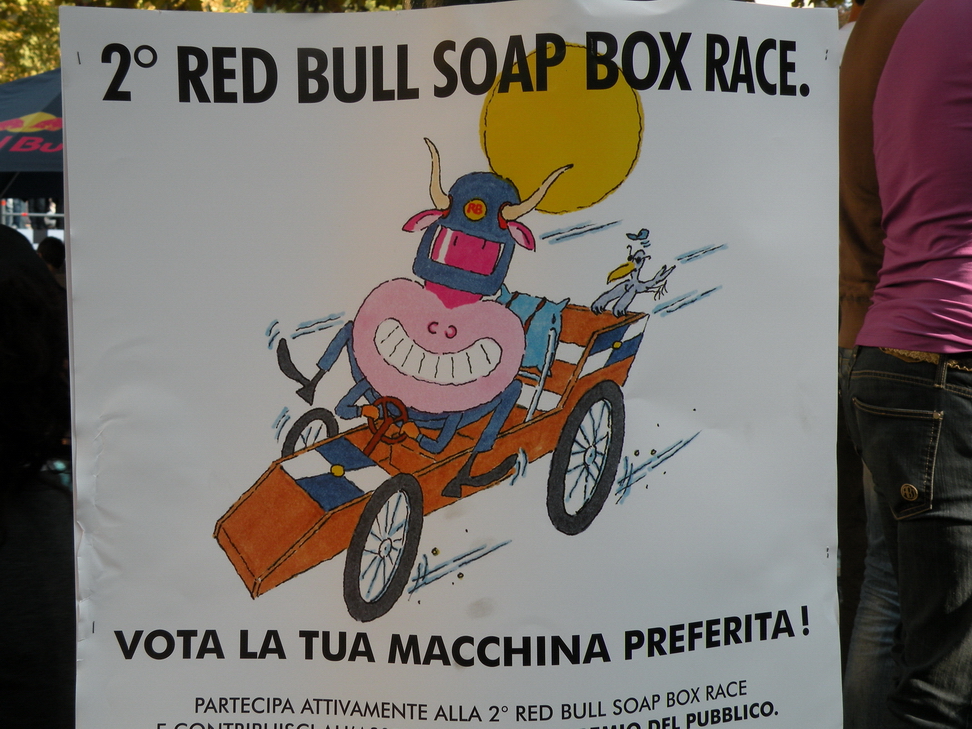 2° RED BULL SOAP BOX RACE.
RB
VOTA LA TUA MACCHINA PREFERITA!
PARTECIPA ATTIVAMENTE ALLA 2° RED BULL SOAP BOX RACE
DEL PUBBLICO.